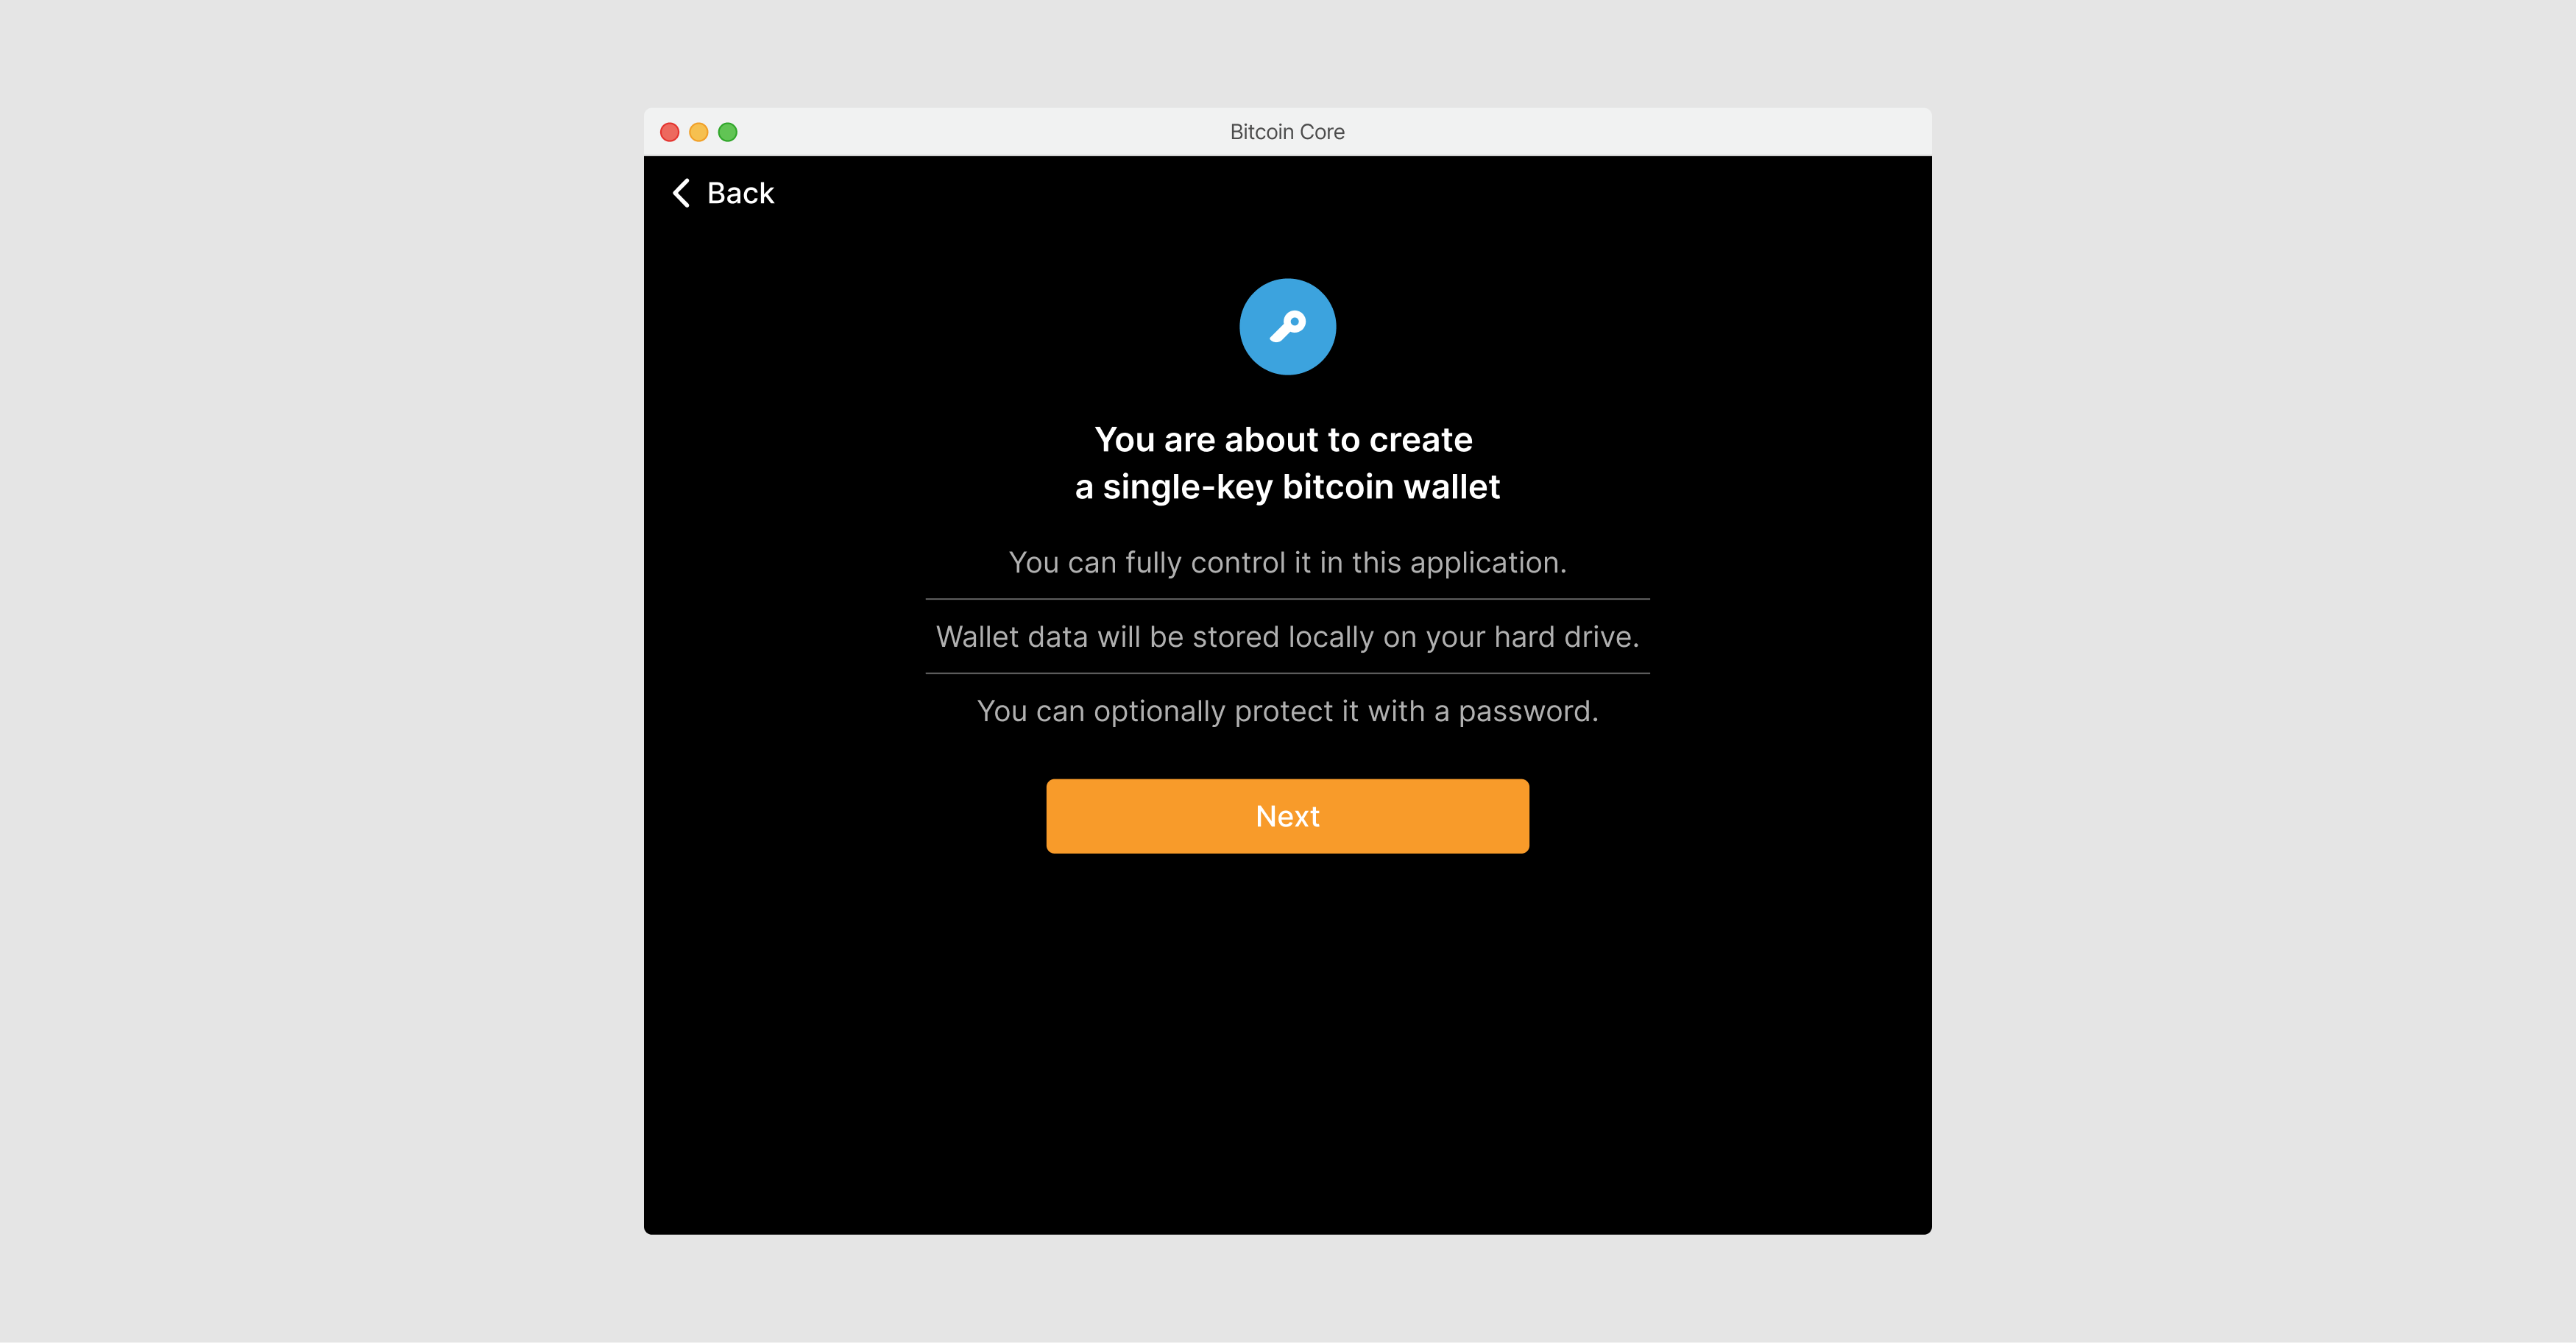 Bitcoin Core
Back
You are about to create
a single-key bitcoin wallet
You can fully control it in this application.
Wallet data will be stored locally on your hard drive.
You can optionally protect it with a password.
Next